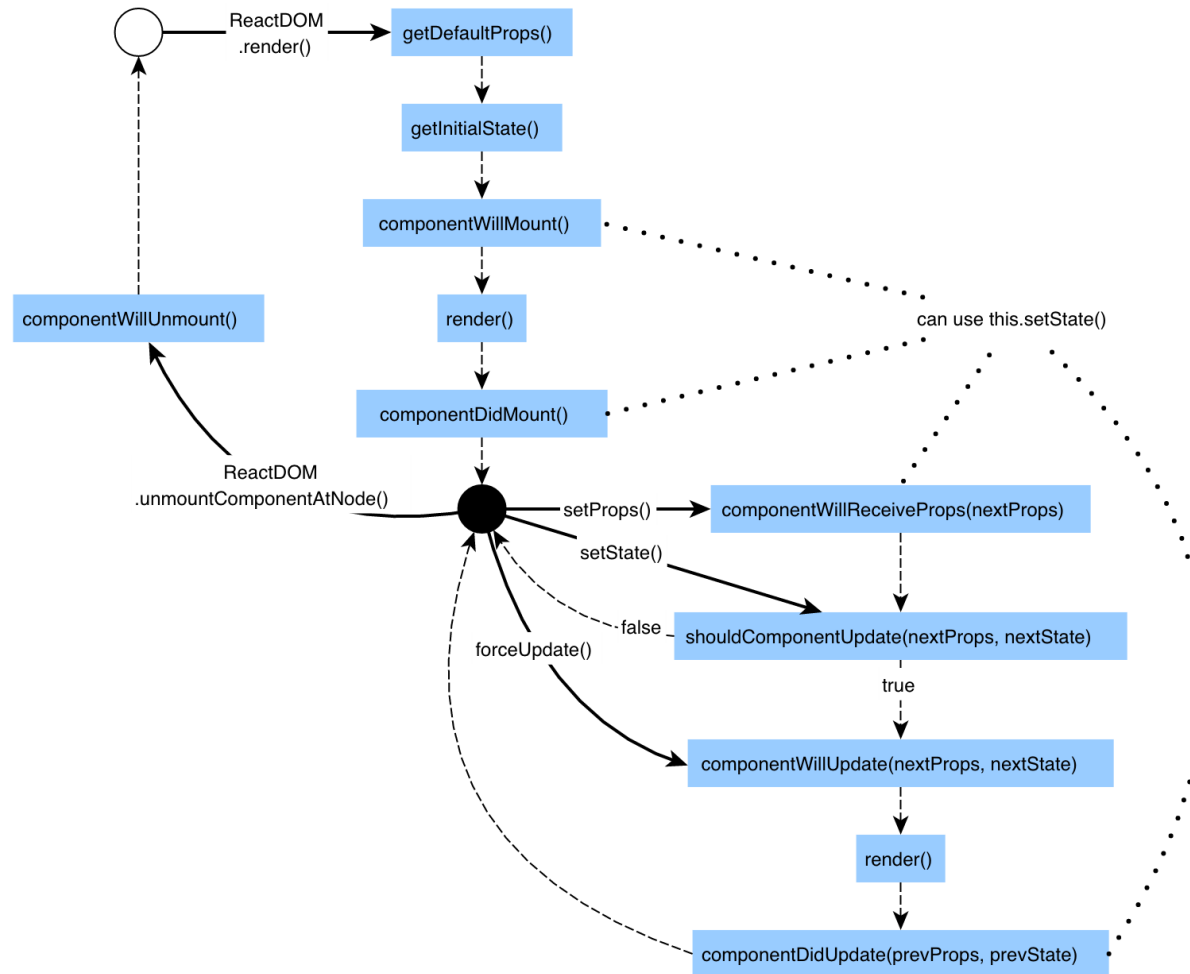 ReactDOM
.render()
getDefaultProps()
getInitialState()
componentWillMount()
componentWillUnmount()
render()
can use this.setState()
componentDidMount()
ReactDOM
.unmountComponentAtNode()
setProps()
componentWillReceiveProps(nextProps)
setState()
false
shouldComponentUpdate(nextProps, nextState)
forceUpdate()
true
componentWillUpdate(nextProps, nextState)
render()
componentDidUpdate(prevProps, prevState)